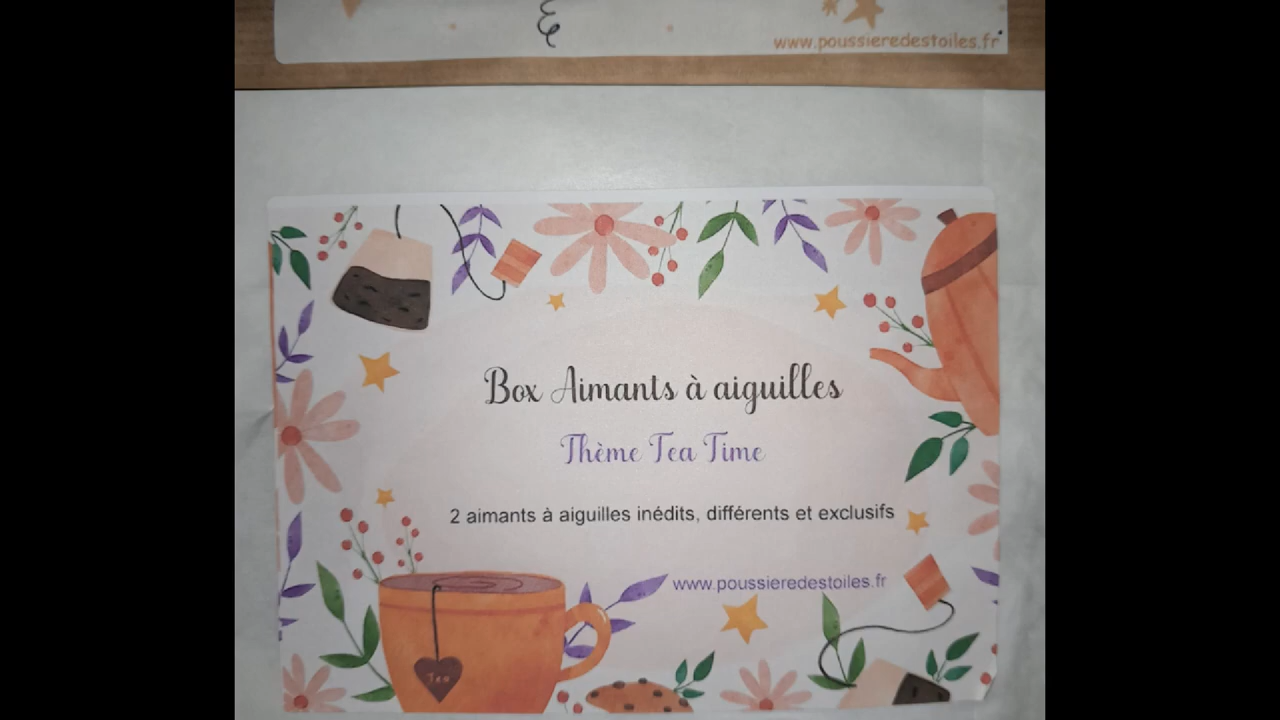 www.poussieredestoiles.fr
Box Aimants à aiguilles
Thème Tea Time
2 aimants à aiguilles inédits, différents et exclusifs
www.poussieredestoiles.fr
Tea